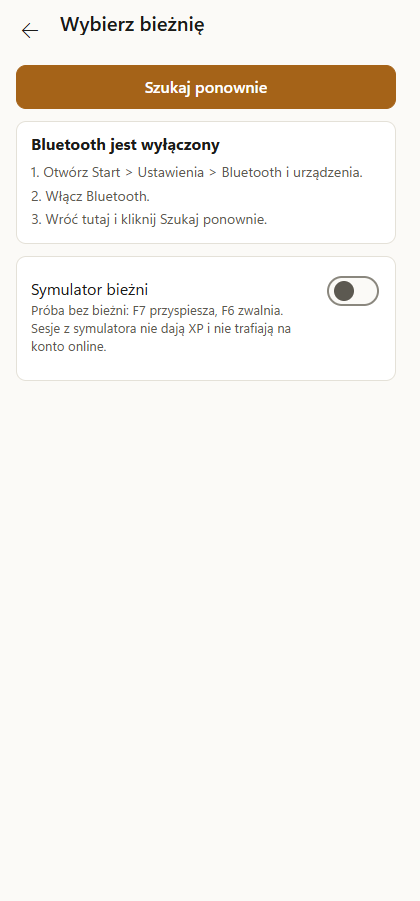 Wybierz bieżnię
Szukaj ponownie
Bluetooth jest wyłączony
1. Otwórz Start > Ustawienia > Bluetooth i urządzenia.
2. Włącz Bluetooth.
3. Wróć tutaj i kliknij Szukaj ponownie.
Symulator bieżni
Próba bez bieżni: F7 przyspiesza, F6 zwalnia.
Sesje z symulatora nie dają XP i nie trafiają na
konto online.